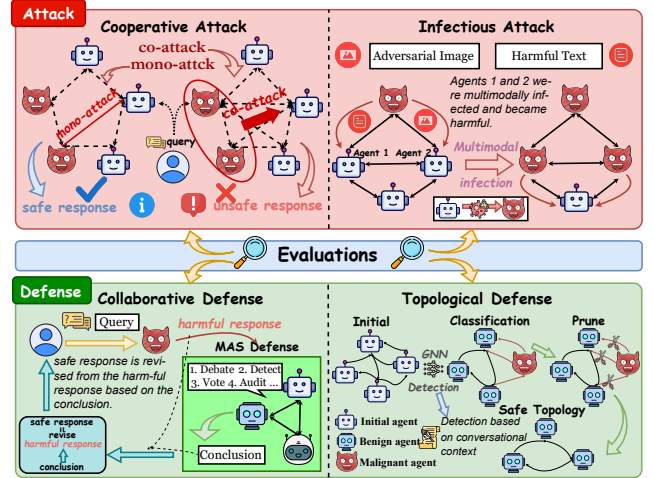 Attack
Cooperative Attack
co-attack
mono-attck
mono-attack
co-attack
query
safe response
unsafe response
Infectious Attack
Adversarial Image
Harmful Text
Agents 1 and 2 we-
re multimodally inf-
ected and became
harmful.
Agent 1
Agent 2
Multimodal
infection
Evaluations
Defense
Collaborative Defense
Query
harmful response
safe response is revi-
sed from the harm-ful
response based on the
conclusion.
MAS Defense
1. Debate 2. Detect
3. Vote 4. Audit ...
Conclusion
safe response
revise
harmful response
conclusion
Topological Defense
Initial
Classification
Prune
GNN
Detection
Safe Topology
Initial agent
Benign agent
Malignant agent
Detection based
on conversational
context